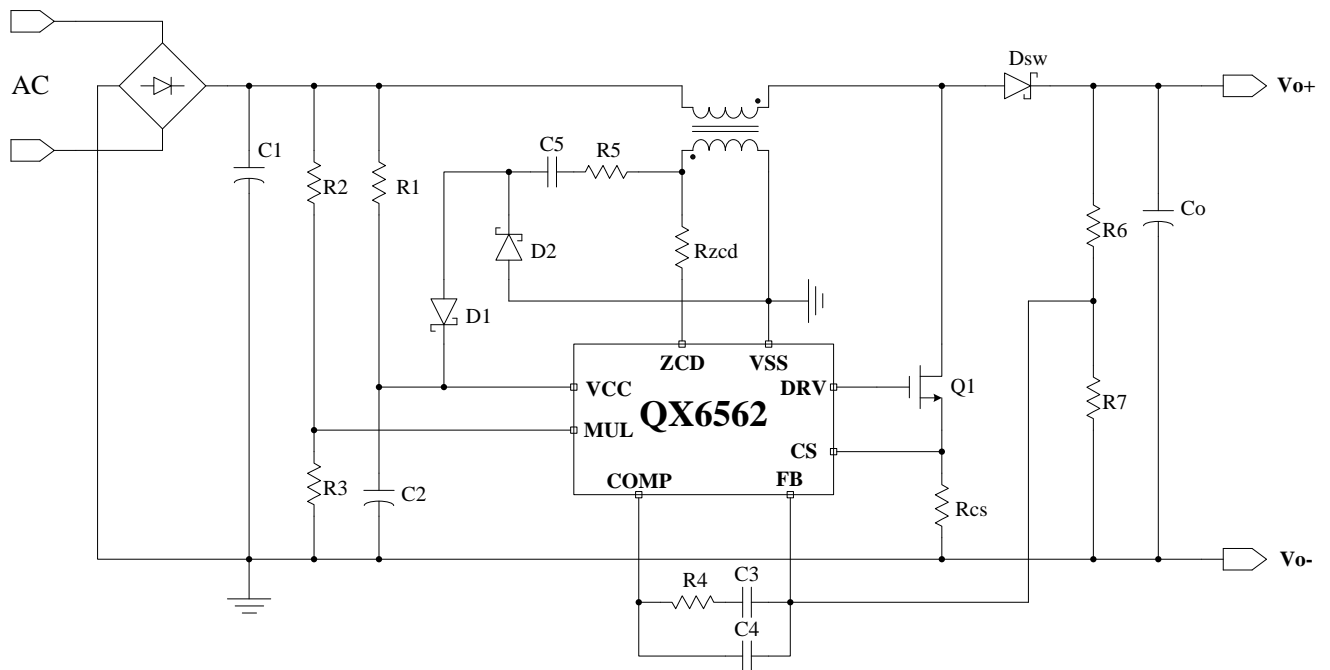 Dsw
Vo+
AC
C1
R2
R1
C5
R5
D2
Rzcd
D1
R6
Co
ZCD
VSS
VCC
DRV
Q1
QX6562
MUL
CS
R7
R3
C2
COMP
FB
Rcs
Vo-
R4
C3
C4